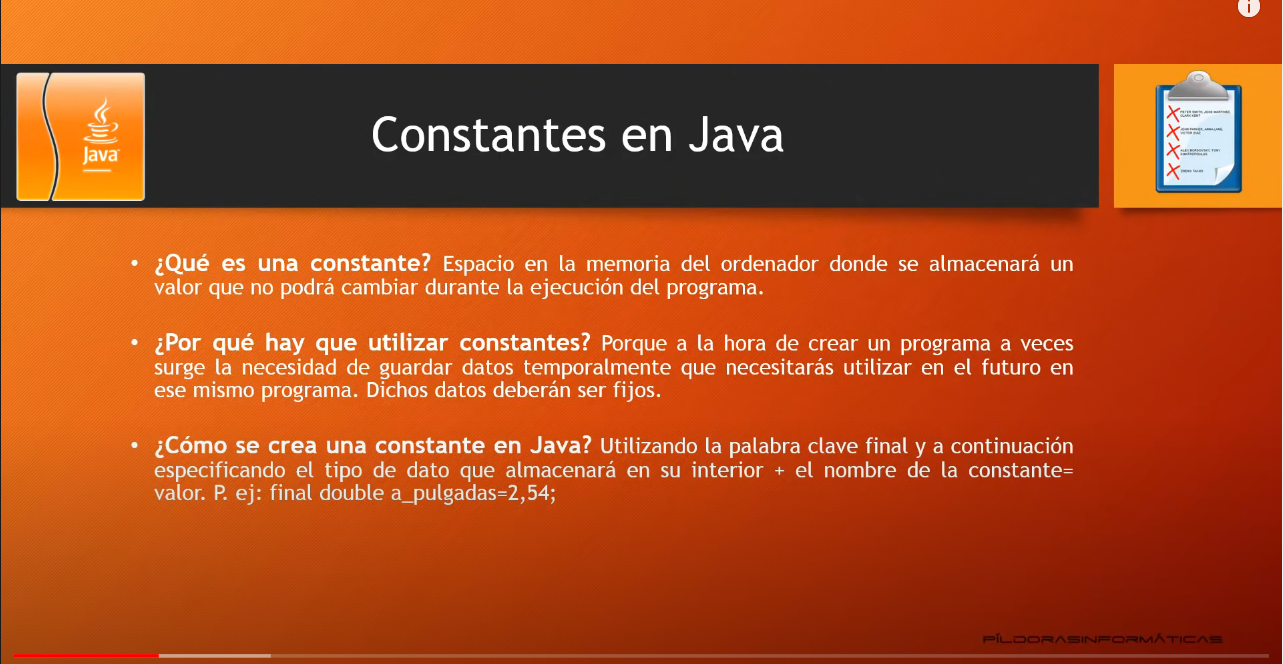 Constantes en Java
Java
• ¿Qué es una constante? Espacio en la memoria del ordenador donde se almacenará un
valor que no podrá cambiar durante la ejecución del programa.
• ¿Por qué hay que utilizar constantes? Porque a la hora de crear un programa a veces
surge la necesidad de guardar datos temporalmente que necesitarás utilizar en el futuro en
ese mismo programa. Dichos datos deberán ser fijos.
• ¿Cómo se crea una constante en Java? Utilizando la palabra clave final y a continuación
especificando el tipo de dato que almacenará en su interior + el nombre de la constante=
valor. P. ej: final double a_pulgadas=2,54;
PÍLDORASINFORMÁTICAS